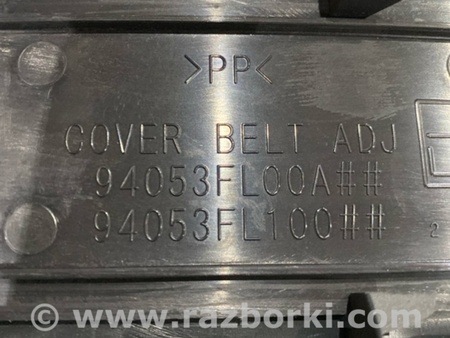 >PP<
COVER BELT ADJ
94053FL00A##
94053FL100##
2
© www.razborki.com